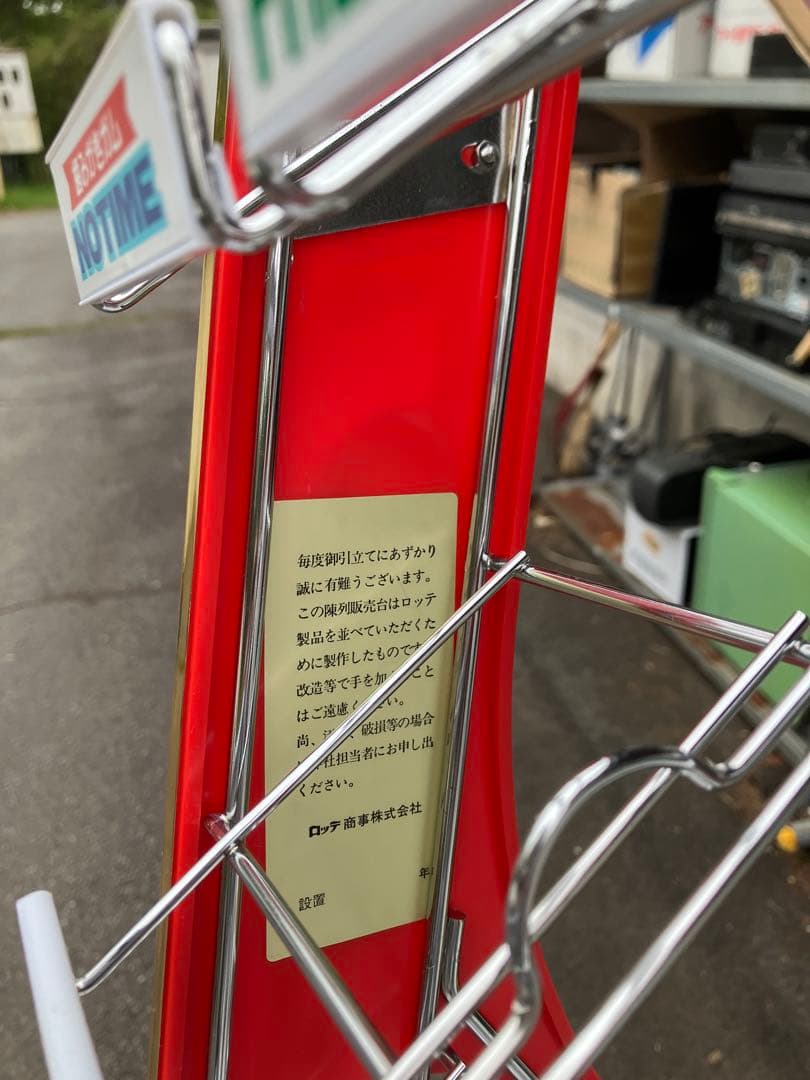 歯みがきガム
NOTIME
毎度御引立てにあずかり
誠に有難うございます。
この陳列販売台はロッテ
製品を並べていただくた
めに製作したものです
改造等で手を加 こと
はご遠慮く い。
尚、 、破損等の場合
社担当者にお申し出
ください。
ロッテ商事株式会社
年
設置